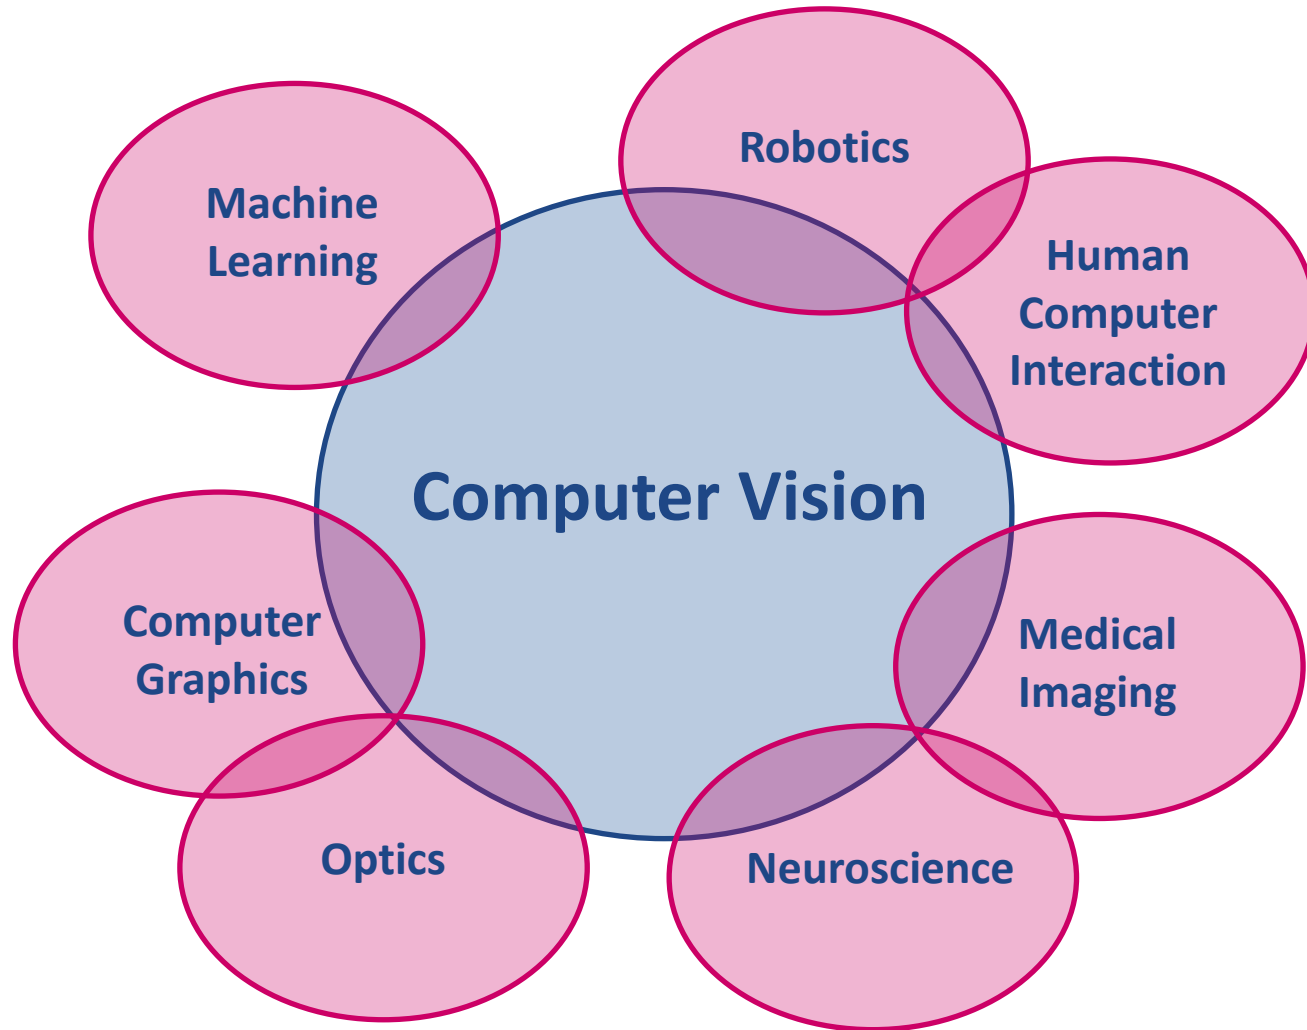 Robotics
Machine
Learning
Human
Computer
Interaction
Computer Vision
Computer
Graphics
Medical
Imaging
Optics
Neuroscience